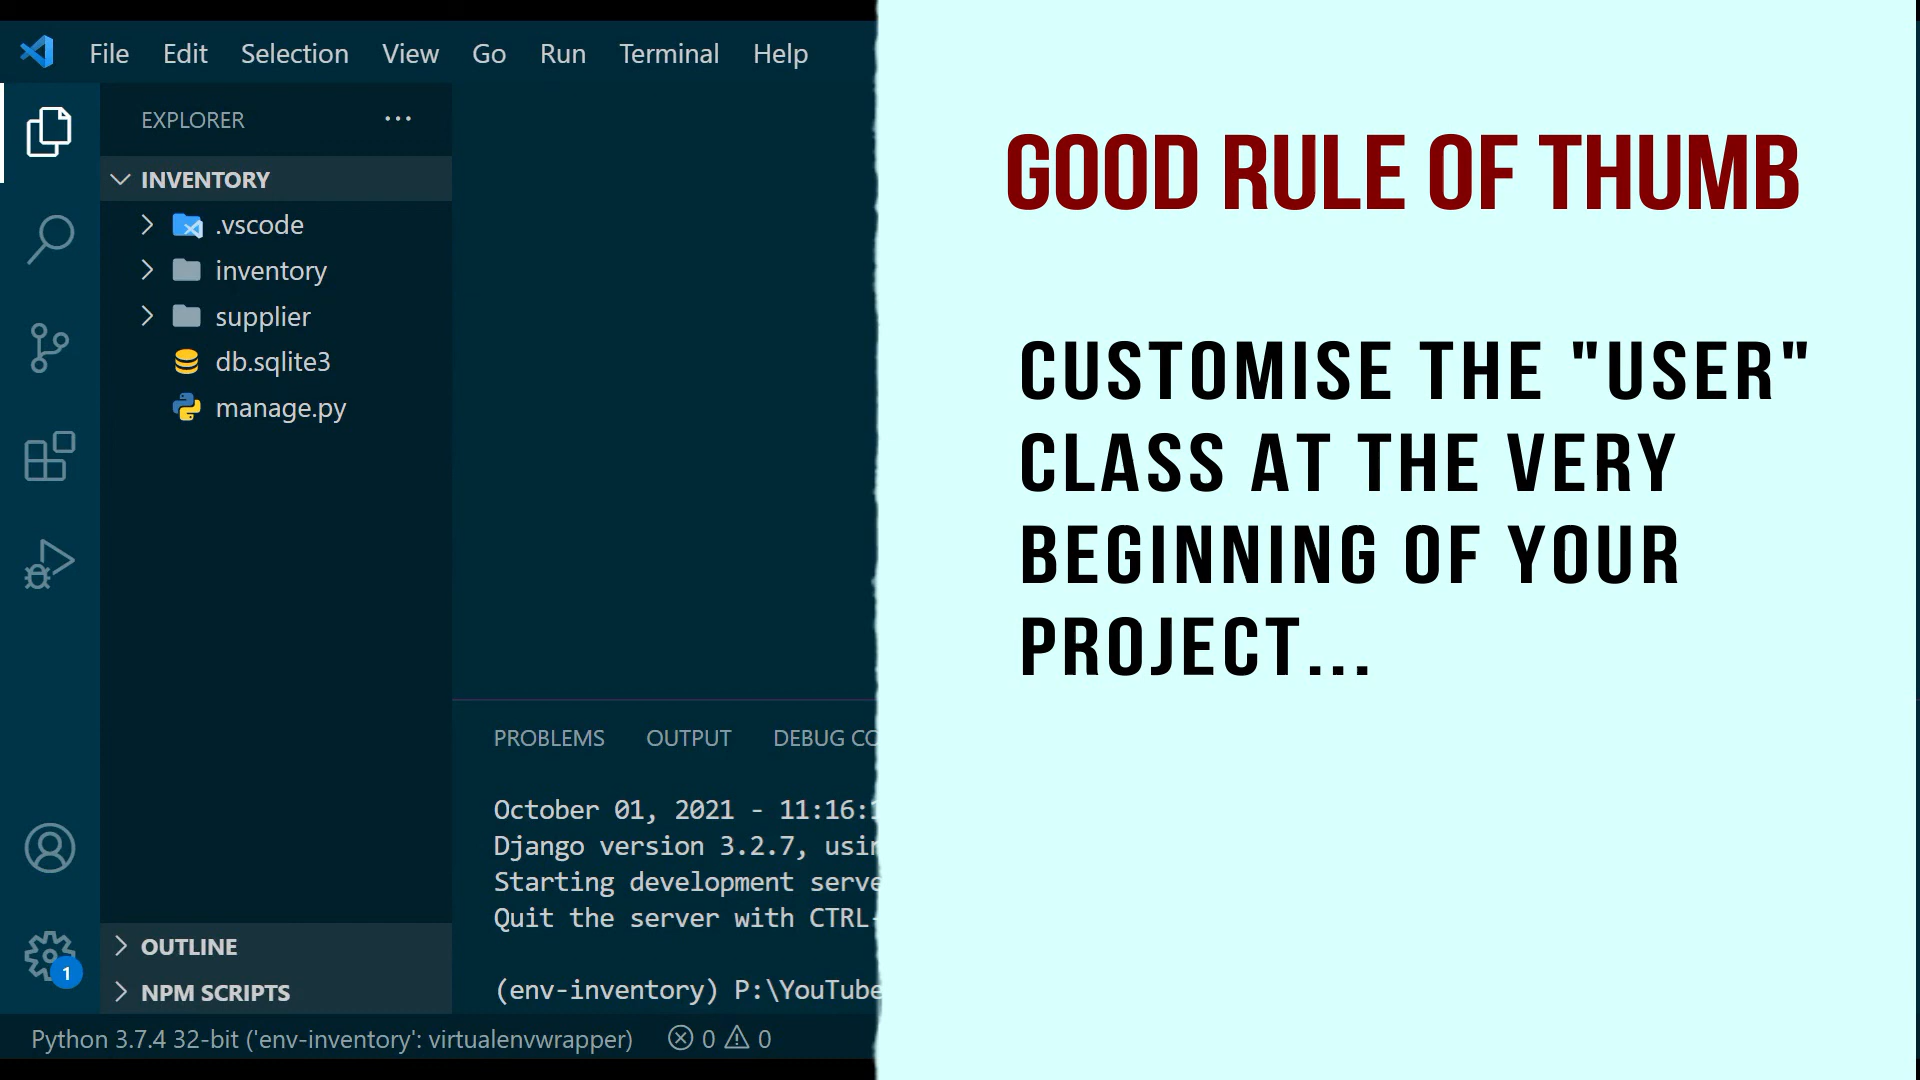 File Edit Selection View Go Run Terminal Help
EXPLORER ...
INVENTORY
.vscode
inventory
supplier
db.sqlite3
manage.py
OUTLINE
NPM SCRIPTS
1
PROBLEMS OUTPUT DEBUG
October 01, 2021 - 11:16:
Django version 3.2.7,
Starting development
Quit the server with
(env-inventory) P:\YouTube
Python 3.7.4 32-bit ('env-inventory': virtualenvwrapper) 0 0
GOOD RULE OF THUMB
CUSTOMISE THE "USER"
CLASS AT THE VERY
BEGINNING OF YOUR
PROJECT...